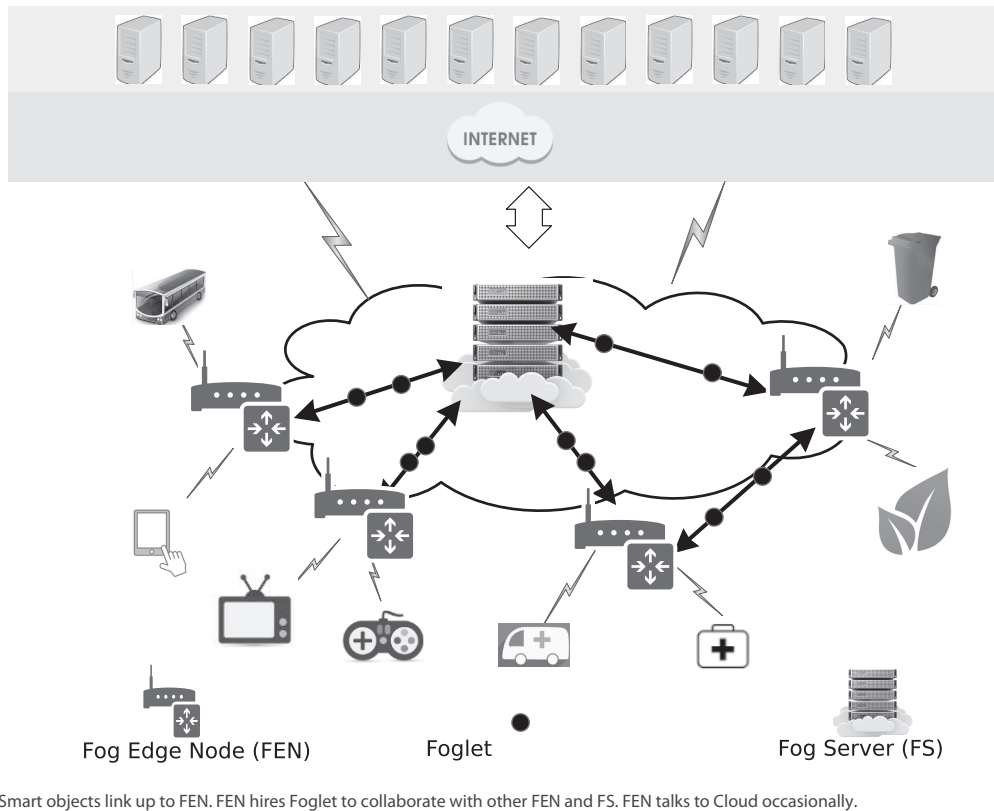 INTERNET
Fog Edge Node (FEN)
Foglet
Fog Server (FS)
Smart objects link up to FEN. FEN hires Foglet to collaborate with other FEN and FS. FEN talks to Cloud occasionally.